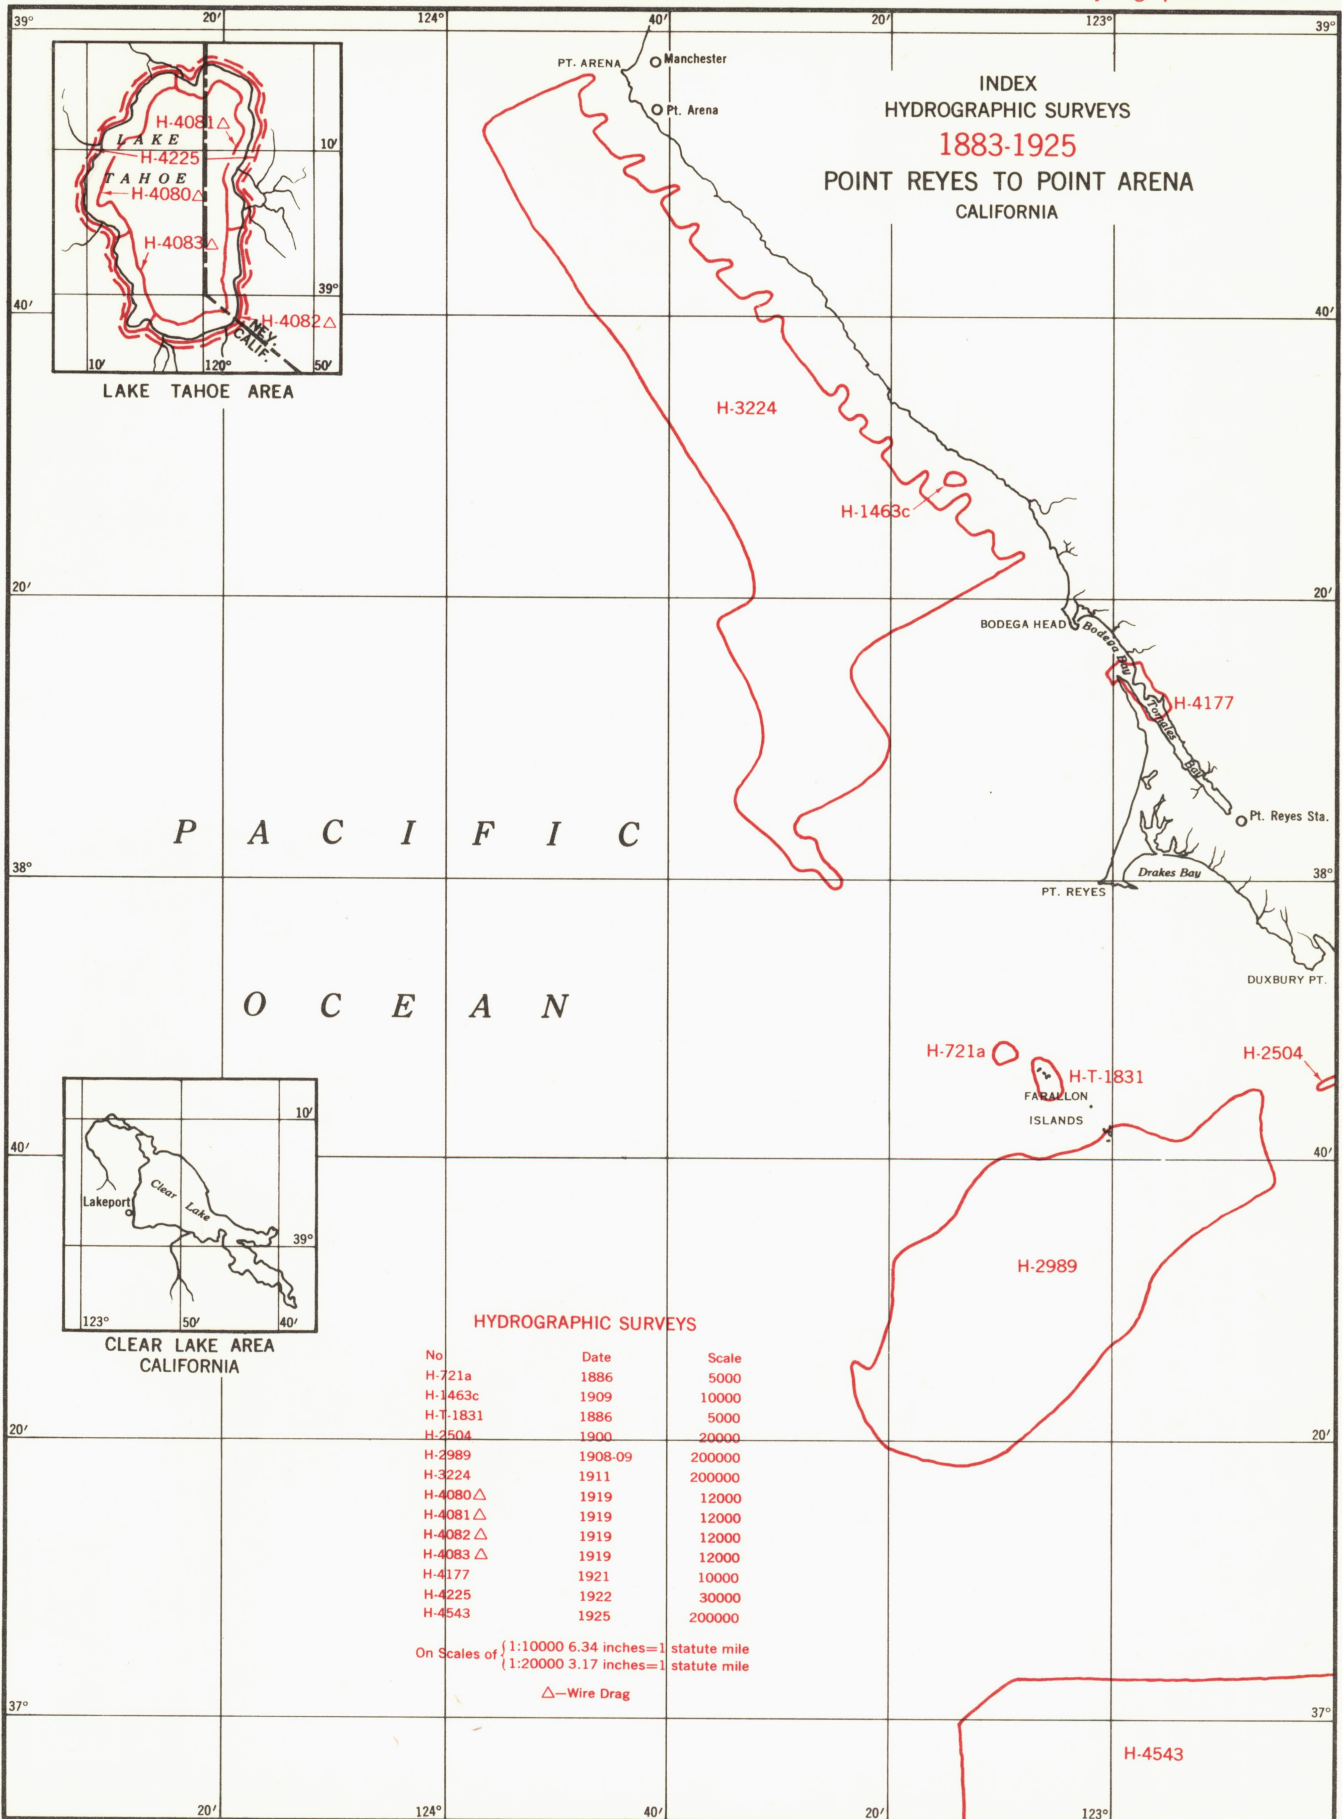 39° 20′ 124° 40′ 20′ 123° 39°
INDEX
HYDROGRAPHIC SURVEYS
1883-1925
POINT REYES TO POINT ARENA
CALIFORNIA
PT. ARENA
Manchester
Pt. Arena
H-4081△
LAKE
10′
H-4225
TAHOE
H-4080△
H-4083△
39°
H-4082△
NEV.
CALIF.
10′ 120° 50′
LAKE TAHOE AREA
40′ 40′
H-3224
H-1463c
20′ 20′
BODEGA HEAD
Bodega Bay
H-4177
Tomales Bay
Pt. Reyes Sta.
PACIFIC
38° 38°
Drakes Bay
PT. REYES
DUXBURY PT.
OCEAN
H-721a
H-T-1831
H-2504
FARALLON
ISLANDS
10′
Lakeport
Clear Lake
39°
123° 50′ 40′
CLEAR LAKE AREA
CALIFORNIA
40′ 40′
H-2989
HYDROGRAPHIC SURVEYS
No Date Scale
H-721a 1886 5000
H-1463c 1909 10000
H-T-1831 1886 5000
H-2504 1900 20000
H-2989 1908-09 200000
H-3224 1911 200000
H-4080△ 1919 12000
H-4081△ 1919 12000
H-4082△ 1919 12000
H-4083△ 1919 12000
H-4177 1921 10000
H-4225 1922 30000
H-4543 1925 200000
On Scales of {1:10000 6.34 inches=1 statute mile
{1:20000 3.17 inches=1 statute mile
△—Wire Drag
20′ 20′
37° 37°
H-4543
20′ 124° 40′ 20′ 123°